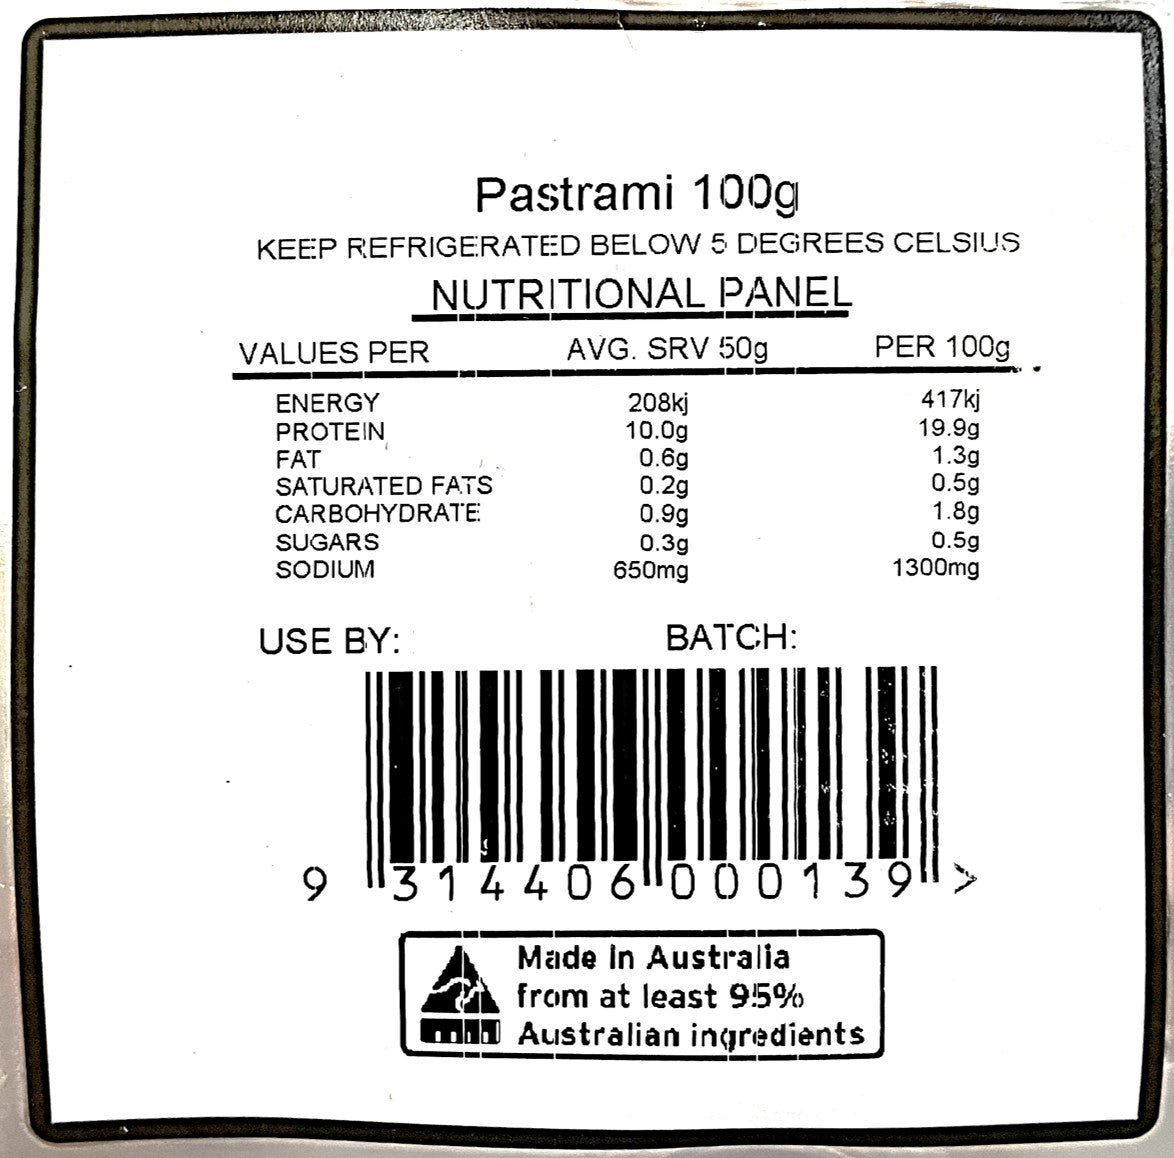 Pastrami 100g
KEEP REFRIGERATED BELOW 5 DEGREES CELSIUS
NUTRITIONAL PANEL
VALUES PER AVG. SRV 50g PER 100g
ENERGY 208kj 417kj
PROTEIN 10.0g 19.9g
FAT 0.6g 1.3g
SATURATED FATS 0.2g 0.5g
CARBOHYDRATE 0.9g 1.8g
SUGARS 0.3g 0.5g
SODIUM 650mg 1300mg
USE BY: BATCH:
9 314406 000139 >
Made in Australia
from at least 95%
Australian ingredients